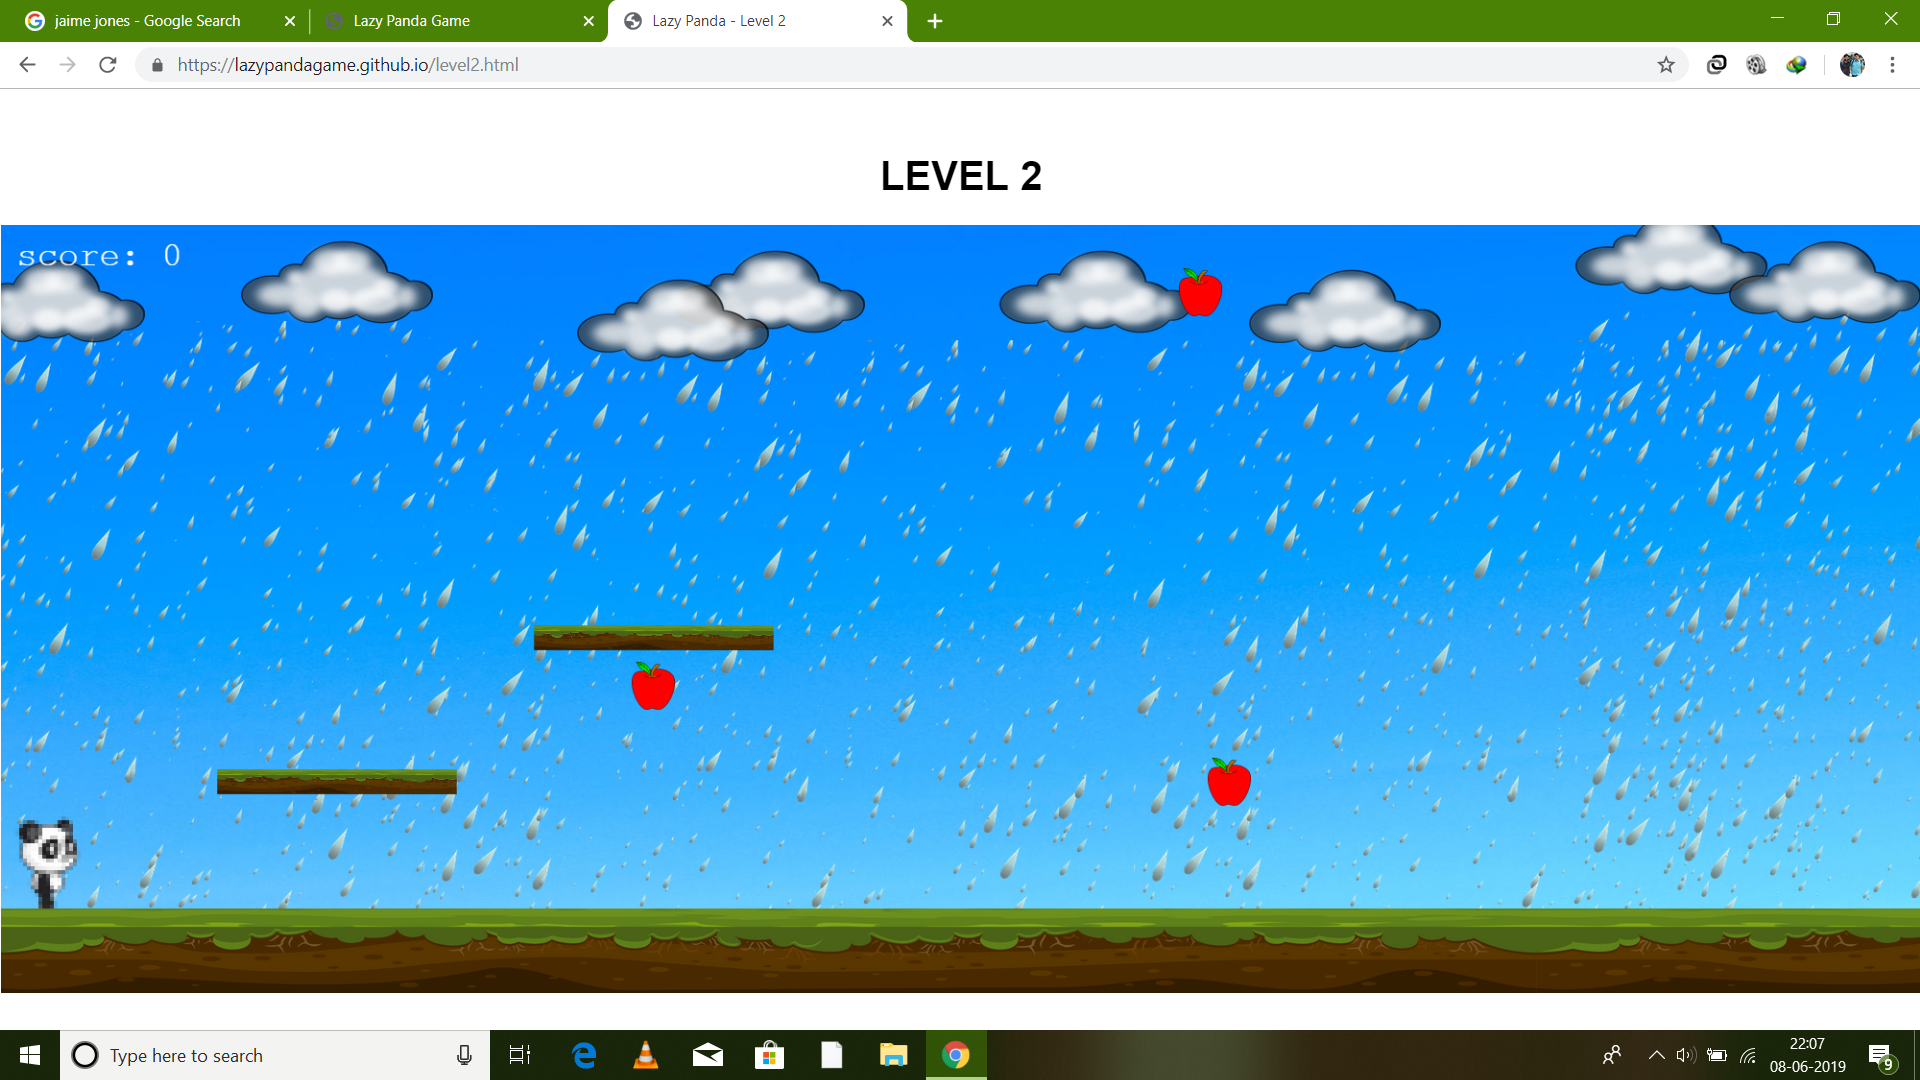 jaime jones - Google Search
Lazy Panda Game
Lazy Panda - Level 2
https://lazypandagame.github.io/level2.html
LEVEL 2
score: 0
Type here to search
22:07
08-06-2019
9